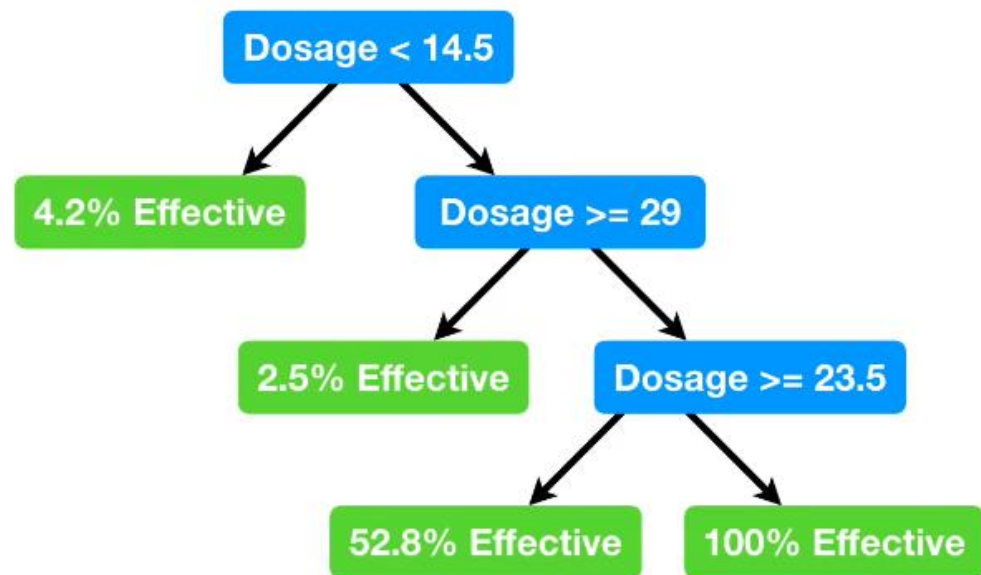 Dosage < 14.5
4.2% Effective
Dosage >= 29
2.5% Effective
Dosage >= 23.5
52.8% Effective
100% Effective